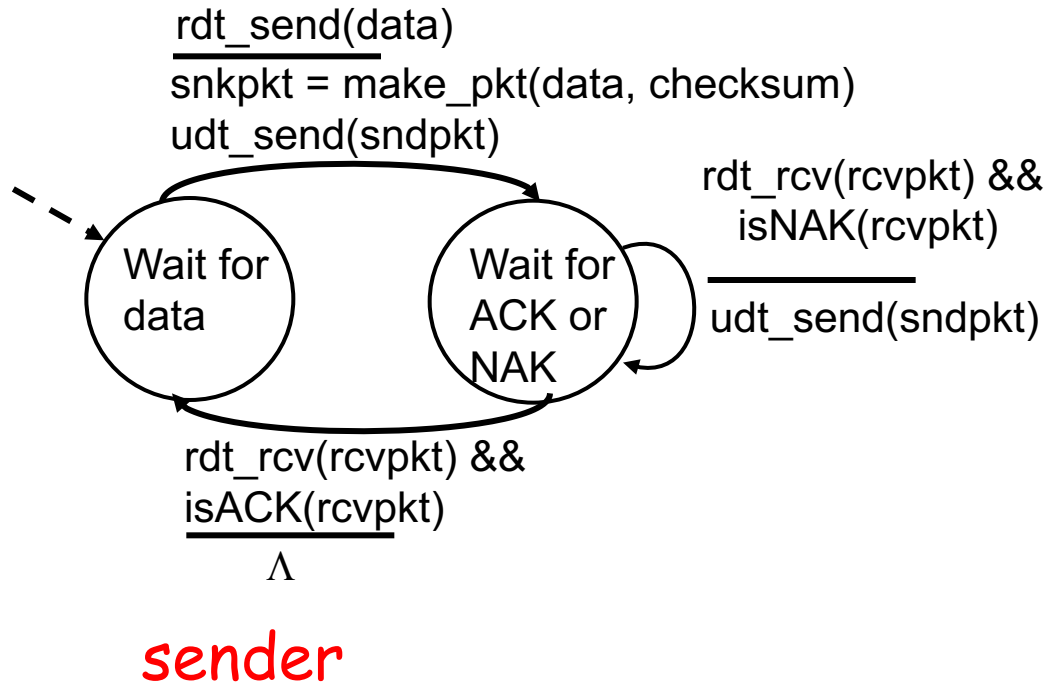 rdt_send(data)
snkpkt = make_pkt(data, checksum)
udt_send(sndpkt)
rdt_rcv(rcvpkt) &&
isNAK(rcvpkt)
udt_send(sndpkt)
Wait for
data
Wait for
ACK or
NAK
rdt_rcv(rcvpkt) &&
isACK(rcvpkt)
Λ
sender